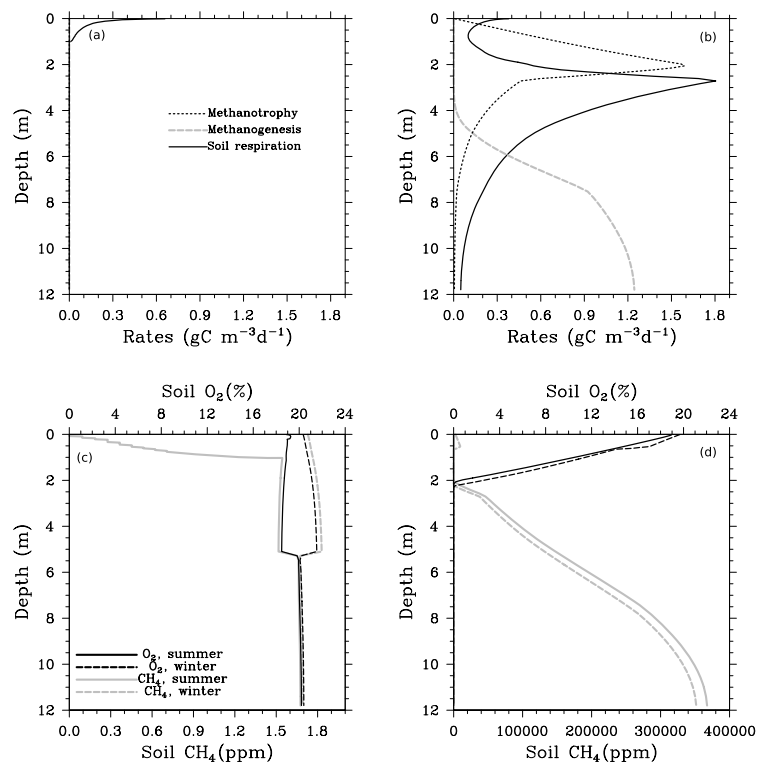 (a)
0
2
4
6
8
10
12
Depth (m)
Methanotrophy
Methanogenesis
Soil respiration
0.0 0.3 0.6 0.9 1.2 1.5 1.8
Rates (gC m⁻³d⁻¹)
(b)
0
2
4
6
8
10
12
Depth (m)
0.0 0.3 0.6 0.9 1.2 1.5 1.8
Rates (gC m⁻³d⁻¹)
Soil O₂(%)
0 4 8 12 16 20 24
(c)
0
2
4
6
8
10
12
Depth (m)
O₂, summer
O₂, winter
CH₄, summer
CH₄, winter
0.0 0.3 0.6 0.9 1.2 1.5 1.8
Soil CH₄(ppm)
Soil O₂(%)
0 4 8 12 16 20 24
(d)
0
2
4
6
8
10
12
Depth (m)
0 100000 200000 300000 400000
Soil CH₄(ppm)